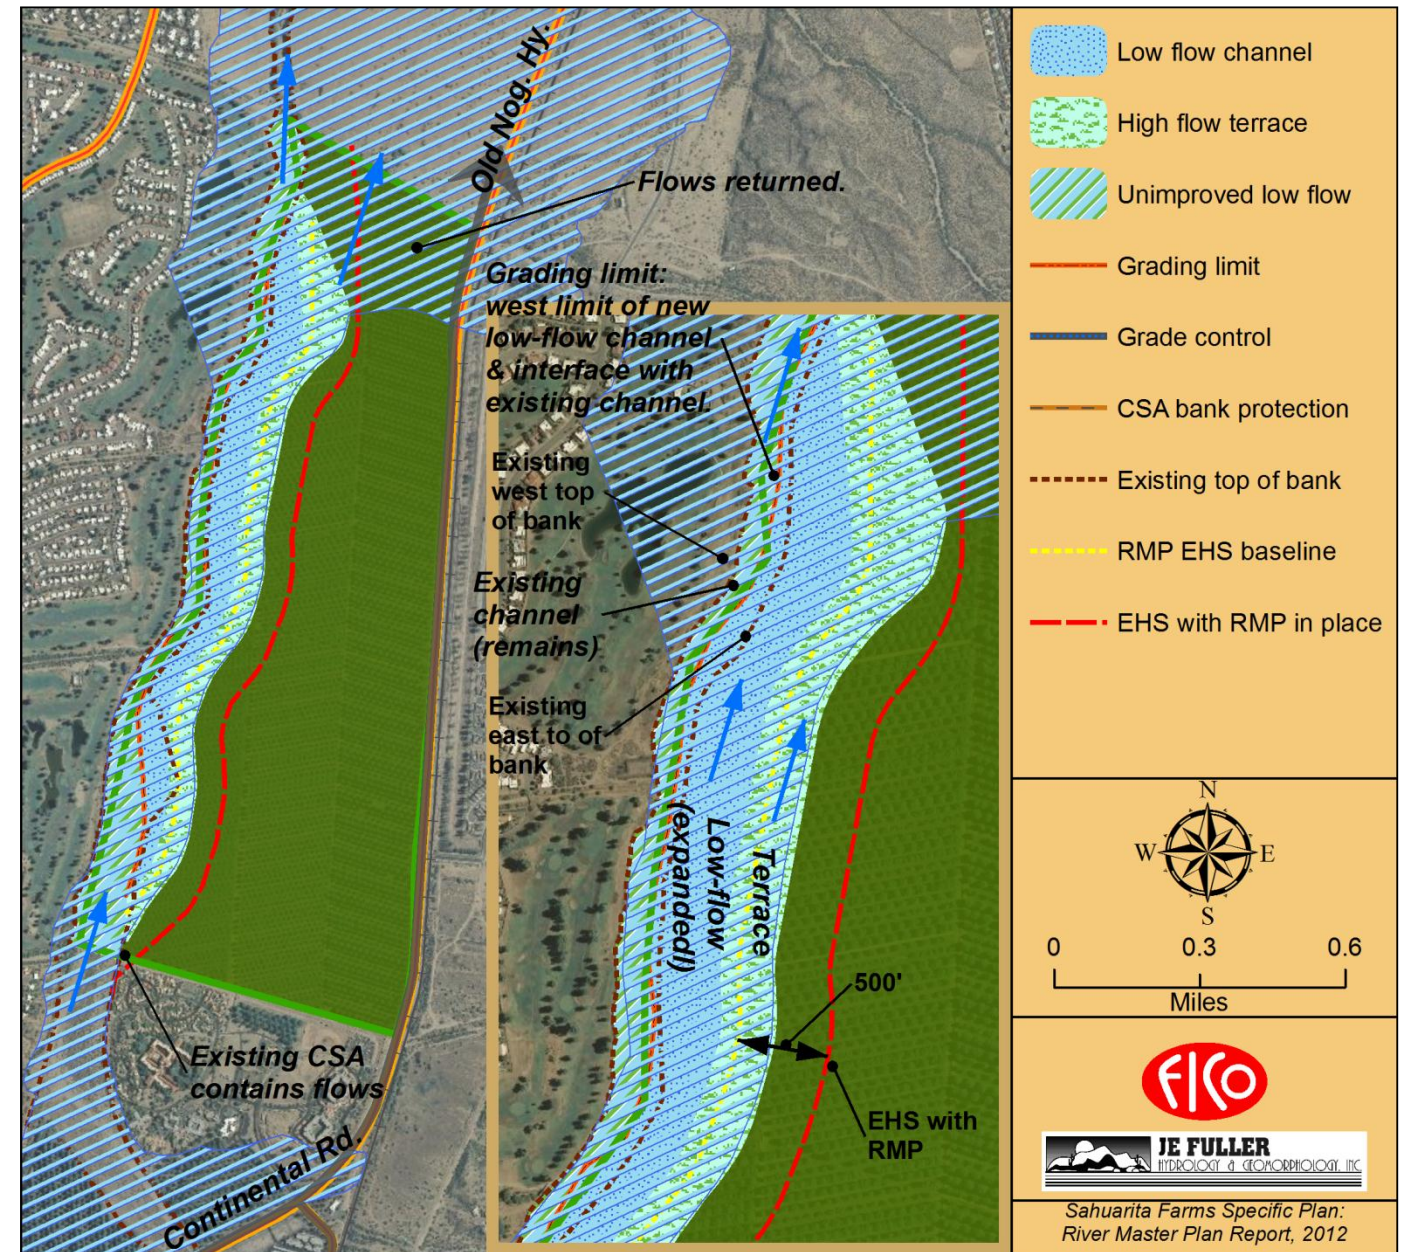 Old Nog. Hy.
Flows returned.
Grading limit:
west limit of new
low-flow channel
& interface with
existing channel.
Existing
west top
of bank
Existing
channel
(remains)
Existing
east to of
bank
Low-flow
(expandedl)
Terrace
500'
EHS with
RMP
Existing CSA
contains flows
Continental Rd.
Low flow channel
High flow terrace
Unimproved low flow
Grading limit
Grade control
CSA bank protection
Existing top of bank
RMP EHS baseline
EHS with RMP in place
N
W E
S
0 0.3 0.6
Miles
FICO
JE FULLER
HYDROLOGY & GEOMORPHOLOGY, INC
Sahuarita Farms Specific Plan:
River Master Plan Report, 2012